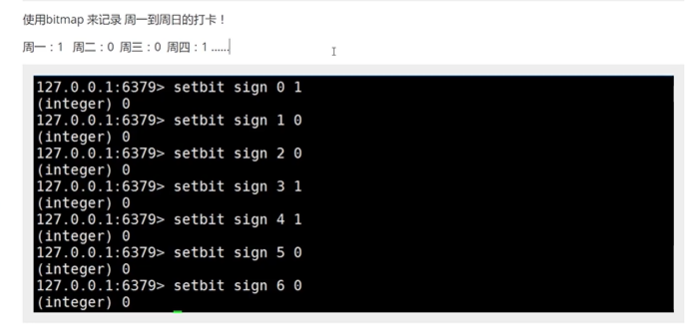 使用bitmap 来记录 周一到周日的打卡！
周一：1 周二：0 周三：0 周四：1 ......
127.0.0.1:6379> setbit sign 0 1
(integer) 0
127.0.0.1:6379> setbit sign 1 0
(integer) 0
127.0.0.1:6379> setbit sign 2 0
(integer) 0
127.0.0.1:6379> setbit sign 3 1
(integer) 0
127.0.0.1:6379> setbit sign 4 1
(integer) 0
127.0.0.1:6379> setbit sign 5 0
(integer) 0
127.0.0.1:6379> setbit sign 6 0
(integer) 0